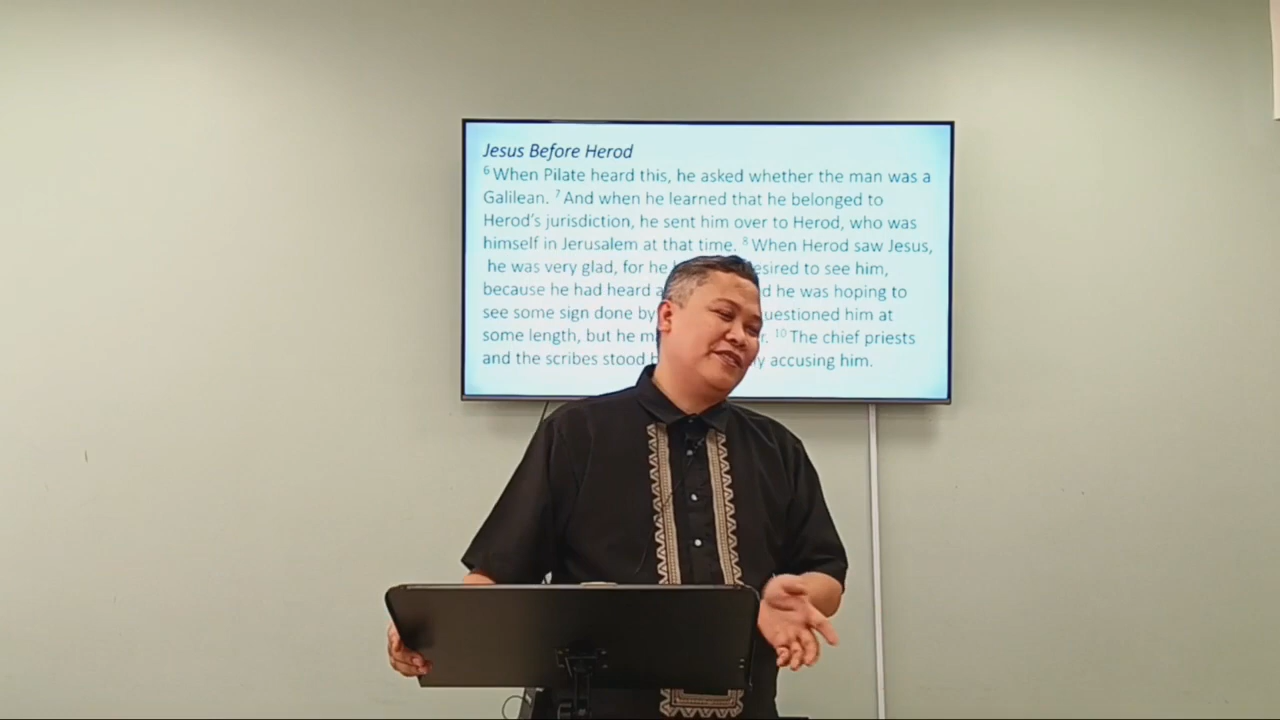 Jesus Before Herod
6 When Pilate heard this, he asked whether the man was a
Galilean. 7 And when he learned that he belonged to
Herod's jurisdiction, he sent him over to Herod, who was
himself in Jerusalem at that time. 8 When Herod saw Jesus,
he was very glad, for he desired to see him,
because he had heard he was hoping to
see some sign done by questioned him at
some length, but he 10 The chief priests
and the scribes stood accusing him.